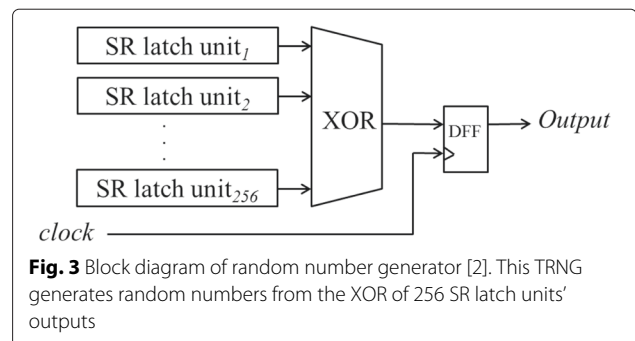 SR latch unit1
SR latch unit2
SR latch unit256
XOR
DFF
Output
clock
Fig. 3 Block diagram of random number generator [2]. This TRNG
generates random numbers from the XOR of 256 SR latch units'
outputs